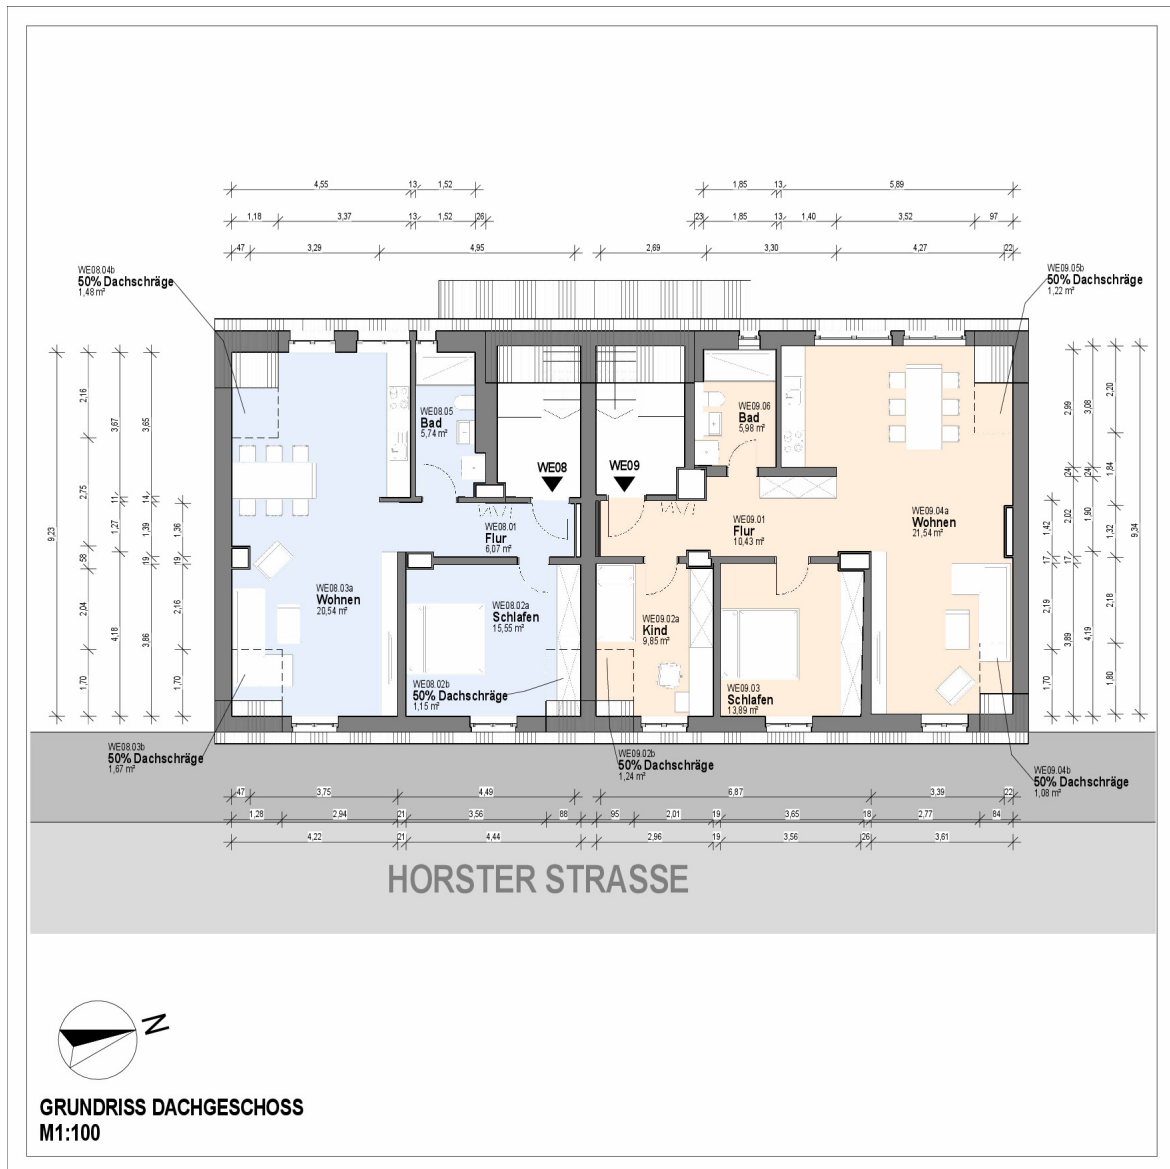 4,55 13 1,52 1,85 13 5,89
1,18 3,37 13 1,52 26 23 1,85 13 1,40 3,52 97
47 3,29 4,95 2,69 3,30 4,27 22
WE08.04b
50% Dachschräge
1,48 m²
WE09.05b
50% Dachschräge
1,22 m²
9,23
2,16
2,75
58
2,04
1,70
3,67
11
1,27
4,18
3,65
14
1,39
19
3,86
1,36
19
2,16
1,70
WE08.05
Bad
5,74 m²
WE08
WE09
WE09.06
Bad
5,98 m²
WE08.01
Flur
6,07 m²
WE09.01
Flur
10,43 m²
WE09.04a
Wohnen
21,54 m²
WE08.03a
Wohnen
20,54 m²
WE08.02a
Schlafen
15,55 m²
WE09.02a
Kind
9,85 m²
WE08.02b
50% Dachschräge
1,15 m²
WE09.03
Schlafen
13,89 m²
1,42
17
2,19
1,70
2,99
24
2,02
17
3,89
3,08
24
1,90
4,19
2,20
1,84
1,32
2,18
1,80
9,34
WE08.03b
50% Dachschräge
1,67 m²
WE09.02b
50% Dachschräge
1,24 m²
WE09.04b
50% Dachschräge
1,08 m²
47 3,75 4,49 6,87 3,39 22
1,28 2,94 21 3,56 88 95 2,01 19 3,65 18 2,77 84
4,22 21 4,44 2,96 19 3,56 26 3,61
HORSTER STRASSE
N
GRUNDRISS DACHGESCHOSS
M1:100